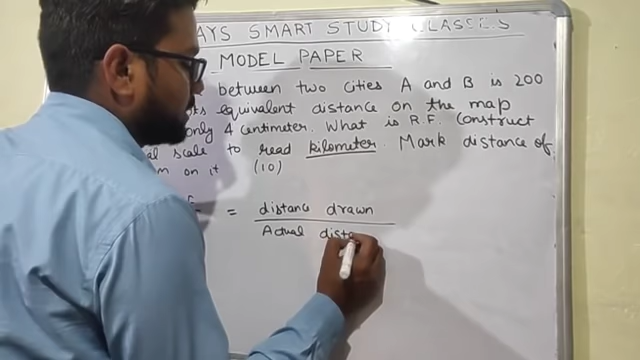 AYS SMART STUDY CLASSES
MODEL PAPER
between two cities A and B is 200
equivalent distance on the map
only 4 centimeter. What is R.F. Construct
scale to read kilometer. Mark distance of
on it (10)
= distance drawn
Actual dista